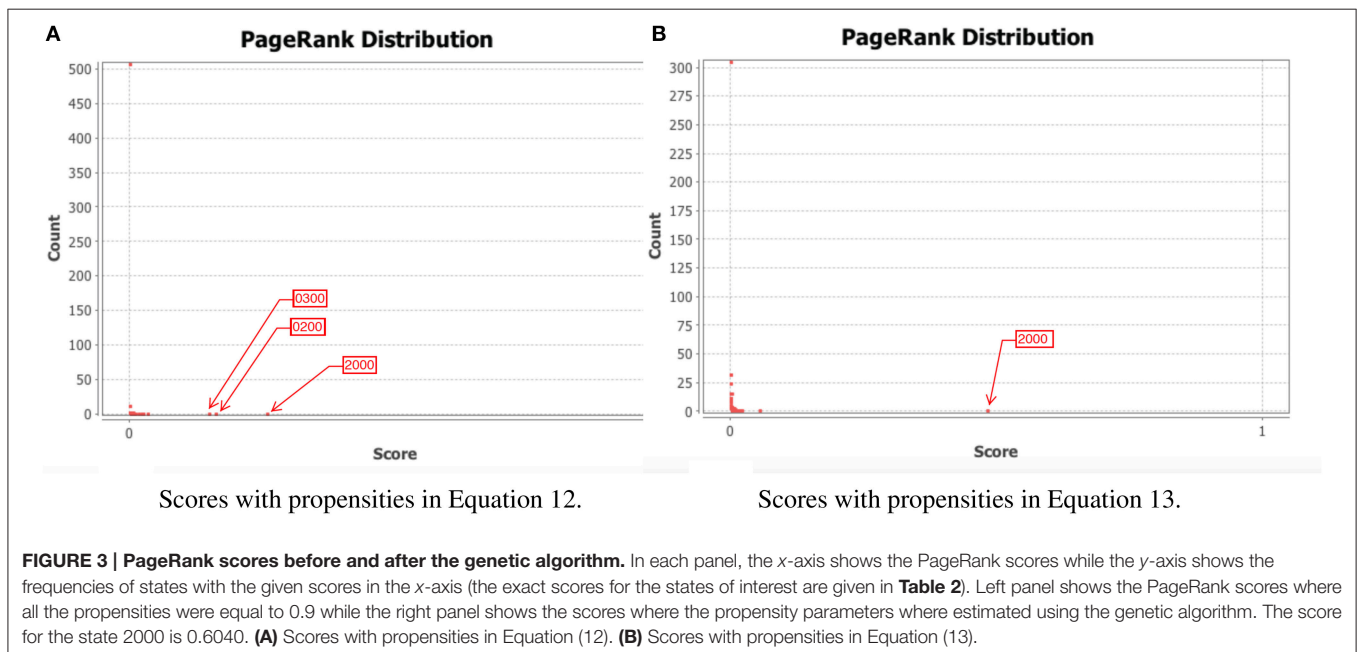 A
PageRank Distribution
500
450
400
350
300
250
200
150
100
50
0
Count
0300
0200
2000
0
Score
Scores with propensities in Equation 12.
B
PageRank Distribution
300
275
250
225
200
175
150
125
100
75
50
25
0
Count
2000
0
1
Score
Scores with propensities in Equation 13.
FIGURE 3 | PageRank scores before and after the genetic algorithm. In each panel, the x-axis shows the PageRank scores while the y-axis shows the
frequencies of states with the given scores in the x-axis (the exact scores for the states of interest are given in Table 2). Left panel shows the PageRank scores where
all the propensities were equal to 0.9 while the right panel shows the scores where the propensity parameters where estimated using the genetic algorithm. The score
for the state 2000 is 0.6040. (A) Scores with propensities in Equation (12). (B) Scores with propensities in Equation (13).